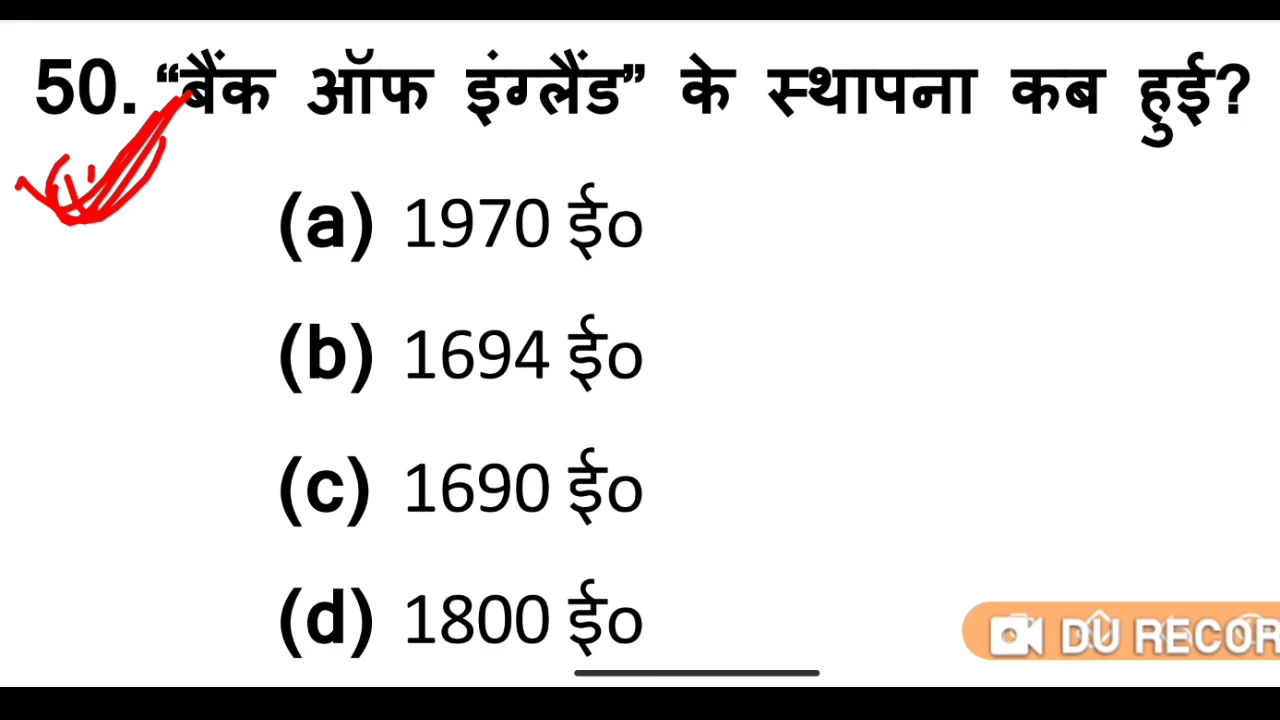 50. “बैंक ऑफ इंग्लैंड” के स्थापना कब हुई?
(a) 1970 ई०
(b) 1694 ई०
(c) 1690 ई०
(d) 1800 ई०
DU RECOR